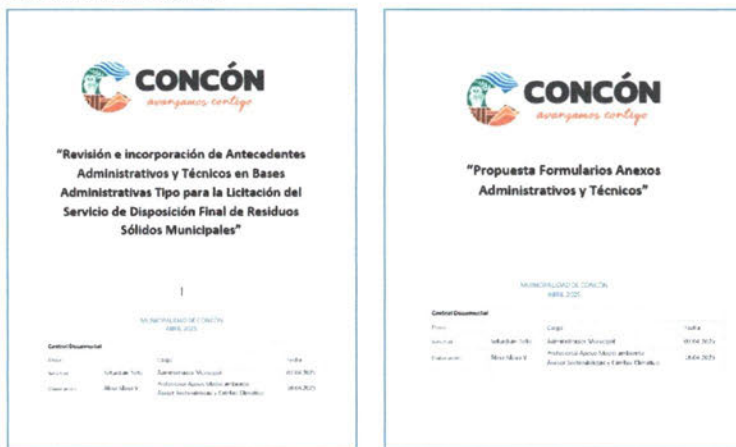 CONCÓN
avanzamos contigo
"Revisión e incorporación de Antecedentes
Administrativos y Técnicos en Bases
Administrativas Tipo para la Licitación del
Servicio de Disposición Final de Residuos
Sólidos Municipales"
MUNICIPALIDAD DE CONCÓN
ABRIL 2025
Control Documental
Cargo Fecha
Administrador Municipal
Profesional Apoyo Medio ambiente
CONCÓN
avanzamos contigo
"Propuesta Formularios Anexos
Administrativos y Técnicos"
MUNICIPALIDAD DE CONCÓN
ABRIL 2025
Control Documental
Cargo Fecha
Administrador Municipal
Profesional Apoyo Medio ambiente